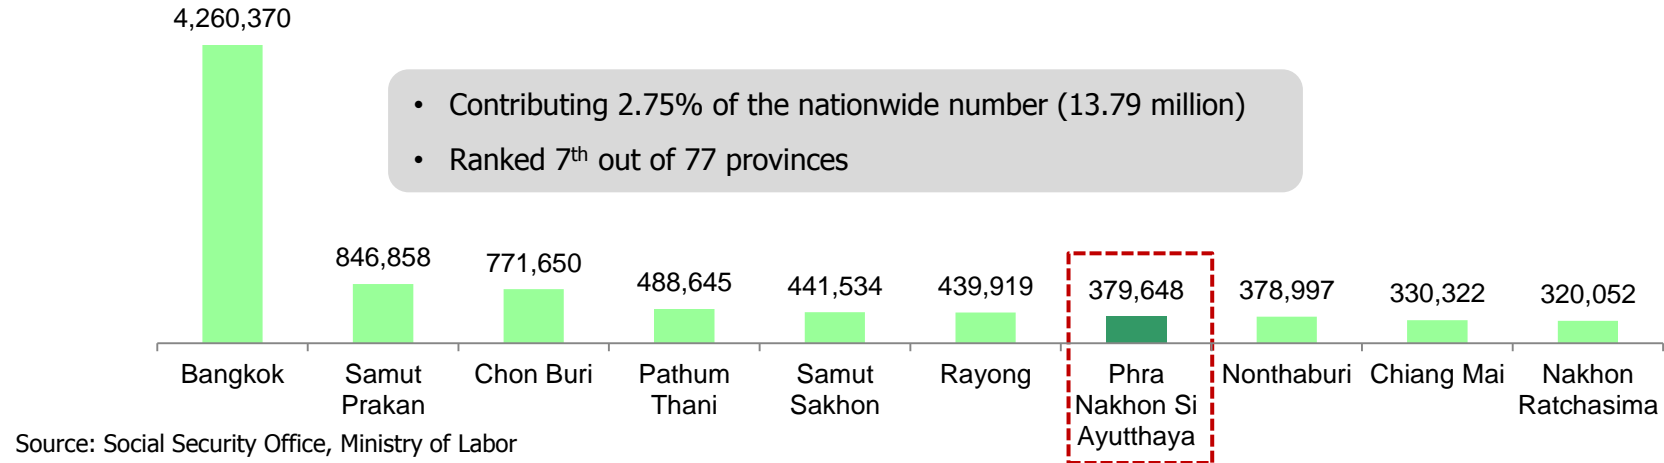 4,260,370
• Contributing 2.75% of the nationwide number (13.79 million)
• Ranked 7th out of 77 provinces
846,858
771,650
488,645
441,534
439,919
379,648
378,997
330,322
320,052
Bangkok
Samut
Prakan
Chon Buri
Pathum
Thani
Samut
Sakhon
Rayong
Phra
Nakhon Si
Ayutthaya
Nonthaburi
Chiang Mai
Nakhon
Ratchasima
Source: Social Security Office, Ministry of Labor